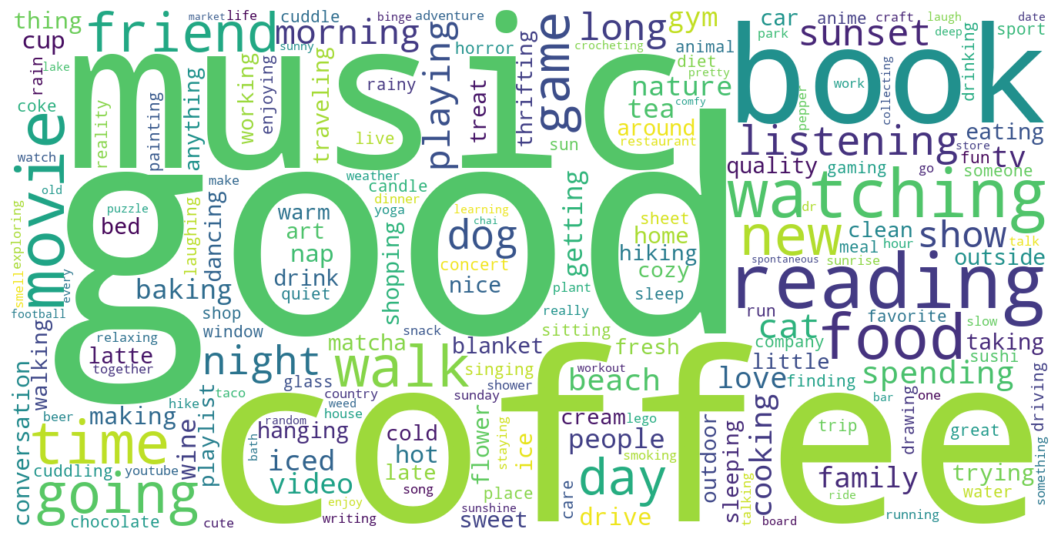 thing
cup
rain
friend
market
life
sunny
lake
cuddle
morning
binge
adventure
rainy
enjoying
working
traveling
playing
horror
treat
thrifting
crocheting
game
long
gym
animal
diet
pretty
nature
comfy
tea
around
restaurant
car
park
anime
craft
laugh
deep
date
sport
sunset
drinking
music
book
work
collecting
pepper
coke
movie
watch
old
reality
painting
anything
live
sun
listening
eating
store
quality
fun
tv
gaming
go
someone
good
puzzle
bed
make
dancing
laughing
smell
exploring
every
football
weather
candle
dinner
yoga
warm
art
nap
drink
quiet
shopping
learning
chai
dog
concert
nice
getting
plant
really
sheet
home
hiking
cozy
sleep
watching
dr
new
clean
meal
hour
show
talk
outside
spontaneous
sunrise
reading
baking
shop
window
relaxing
latte
together
night
snack
matcha
walk
blanket
sitting
singing
fresh
run
favorite
slow
cat
company
food
taking
sushi
little
love
finding
spending
driving
conversation
walking
hike
beer
making
time
cuddling
youtube
wine
playlist
taco
glass
country
weed
house
shower
sunday
workout
beach
bar
one
drawing
something
going
chocolate
cute
coffee
random
hanging
bath
iced
video
cold
hot
late
song
enjoy
writing
flower
sunshine
place
sweet
staying
ice
cream
lego
people
smoking
care
day
drive
outdoor
sleeping
talking
cooking
trip
family
ride
board
great
trying
water
running